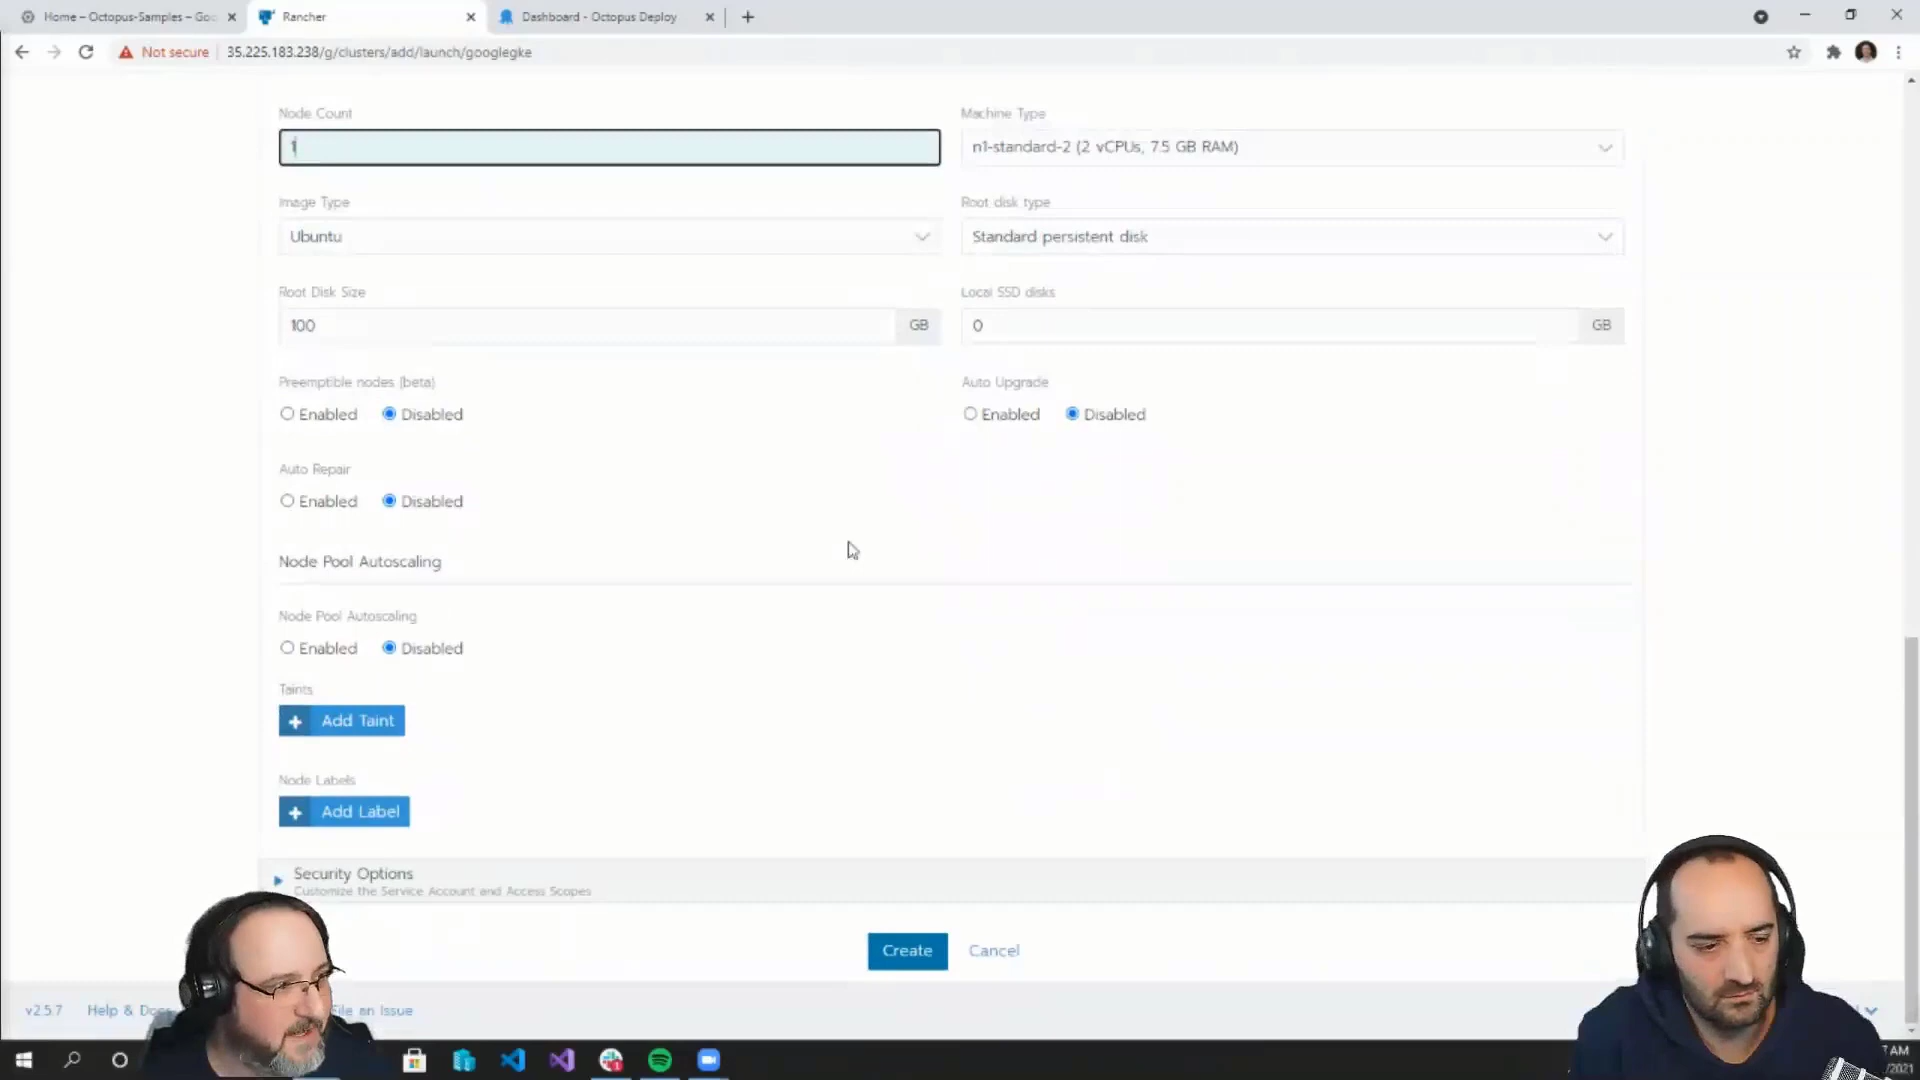 Home – Octopus-Samples – Goo
Rancher
Dashboard - Octopus Deploy
Not secure
35.225.183.238/g/clusters/add/launch/googlegke
Node Count
Machine Type
1
n1-standard-2 (2 vCPUs, 7.5 GB RAM)
Image Type
Root disk type
Ubuntu
Standard persistent disk
Root Disk Size
Local SSD disks
100
GB
0
GB
Preemptible nodes (beta)
Auto Upgrade
Enabled
Disabled
Enabled
Disabled
Auto Repair
Enabled
Disabled
Node Pool Autoscaling
Node Pool Autoscaling
Enabled
Disabled
Taints
Add Taint
Node Labels
Add Label
Security Options
Customize the Service Account and Access Scopes
Create
Cancel
v2.5.7
Help & Docs
File an Issue
AM
/2021